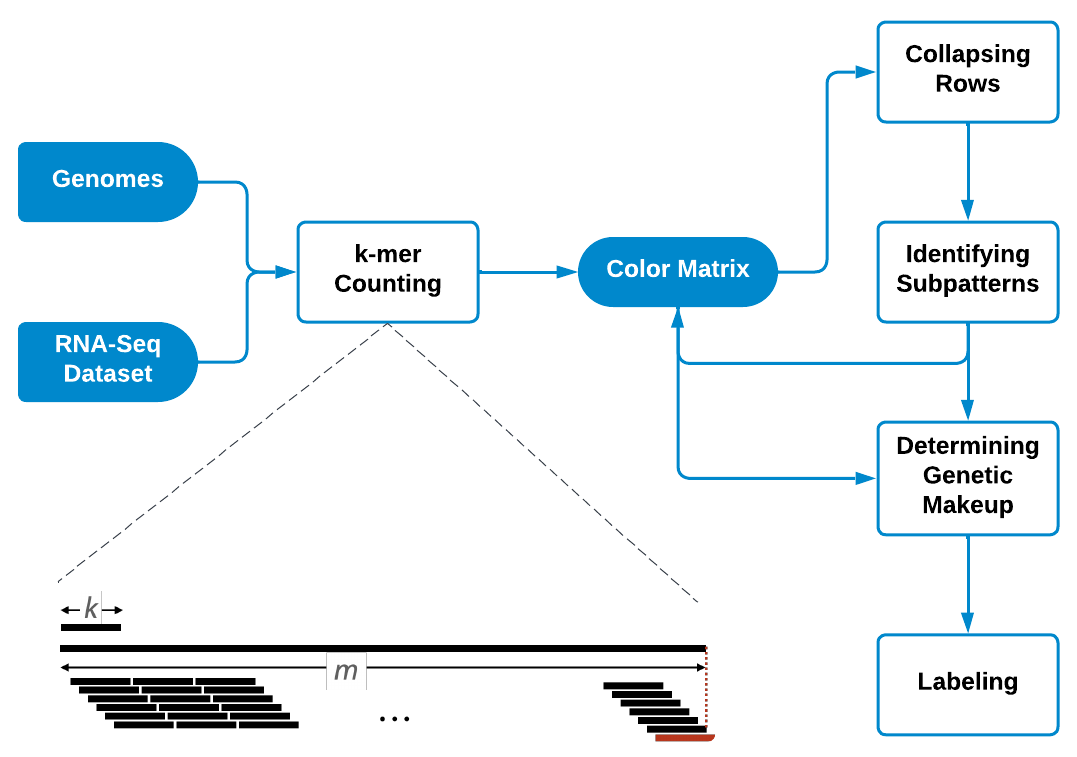 Genomes
RNA-Seq
Dataset
k-mer
Counting
Color Matrix
Collapsing
Rows
Identifying
Subpatterns
Determining
Genetic
Makeup
Labeling
k
m
...